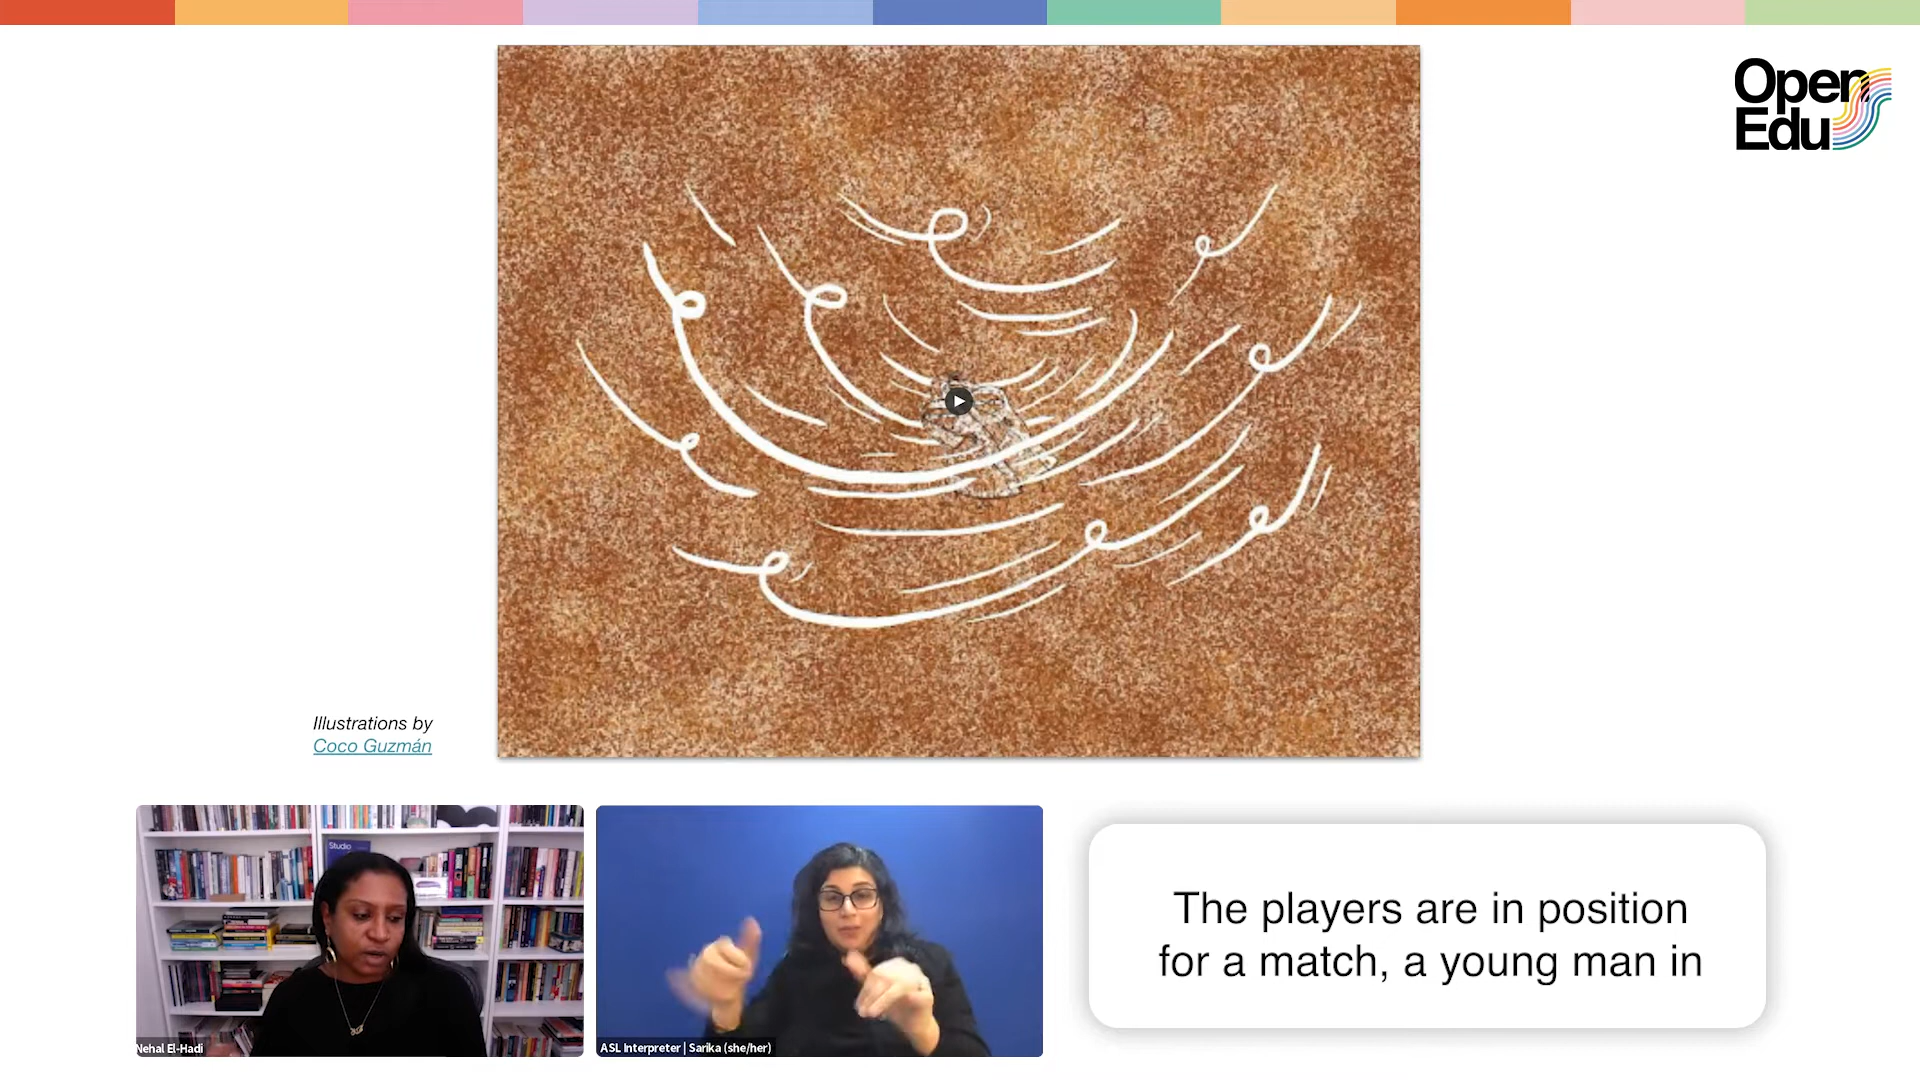 Open
Edu
Illustrations by
Coco Guzmán
Studio
Nehal El-Hadi
ASL Interpreter | Sarika (she/her)
The players are in position
for a match, a young man in